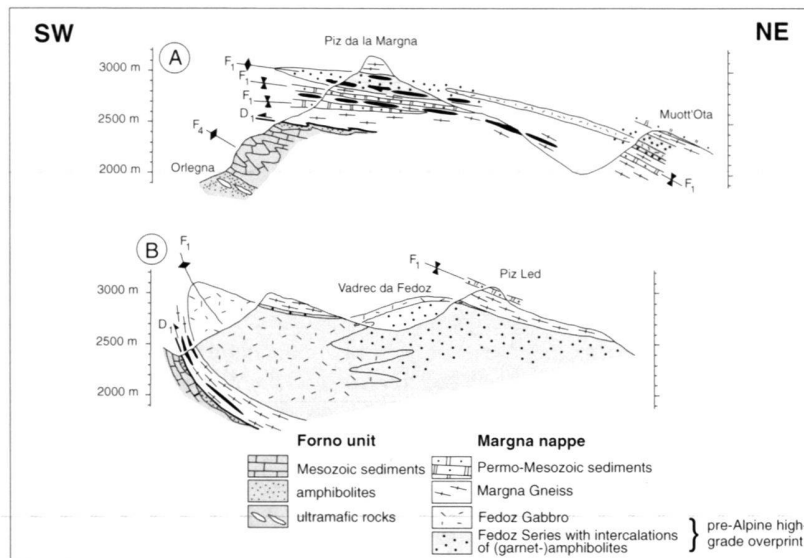 SW
NE
A
Piz da la Margna
3000 m
2500 m
2000 m
F1
F1
F1
D1
F4
Orlegna
Muott'Ota
F1
B
F1
F1
Piz Led
Vadrec da Fedoz
3000 m
D1
2500 m
2000 m
Forno unit
Mesozoic sediments
amphibolites
ultramafic rocks
Margna nappe
Permo-Mesozoic sediments
Margna Gneiss
Fedoz Gabbro
Fedoz Series with intercalations
of (garnet-)amphibolites
} pre-Alpine high-
grade overprint